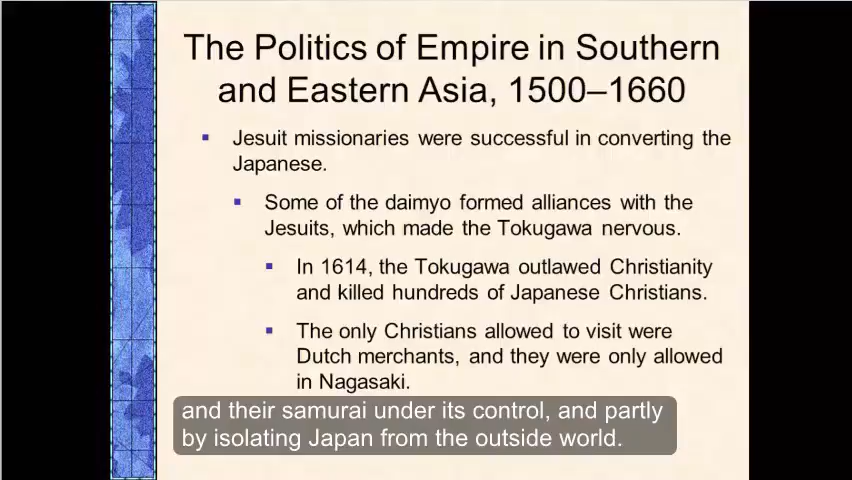 The Politics of Empire in Southern
and Eastern Asia, 1500–1660
▪ Jesuit missionaries were successful in converting the
Japanese.
▪ Some of the daimyo formed alliances with the
Jesuits, which made the Tokugawa nervous.
▪ In 1614, the Tokugawa outlawed Christianity
and killed hundreds of Japanese Christians.
▪ The only Christians allowed to visit were
Dutch merchants, and they were only allowed
in Nagasaki.
and their samurai under its control, and partly
by isolating Japan from the outside world.